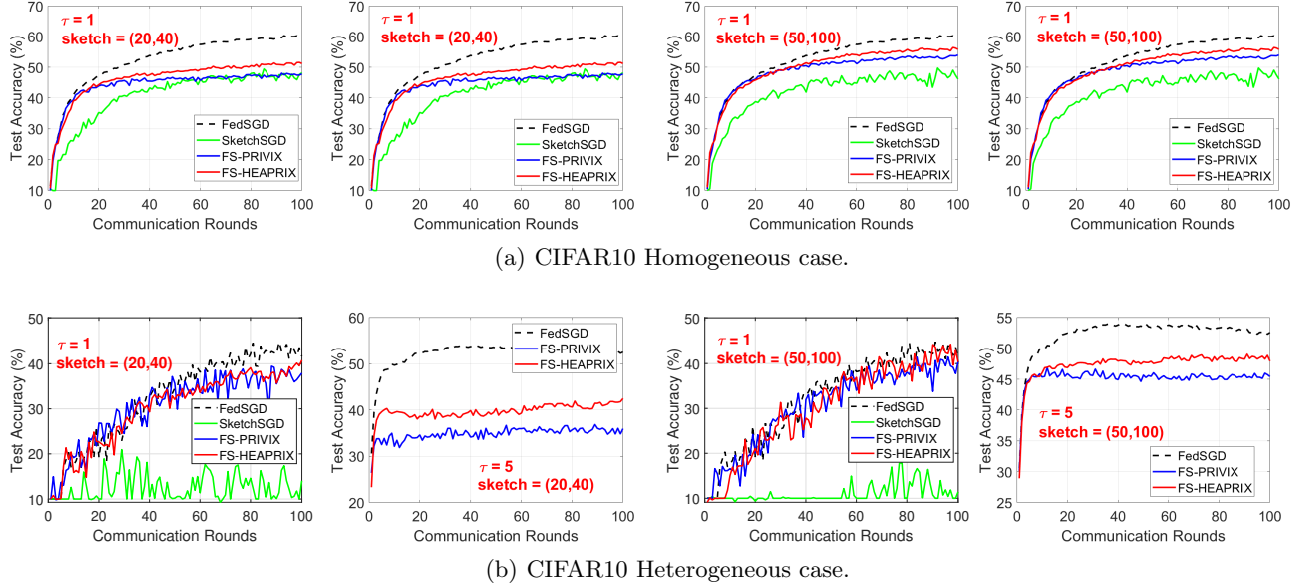 70
60
50
40
30
20
10
Test Accuracy (%)
τ = 1
sketch = (20,40)
FedSGD
SketchSGD
FS-PRIVIX
FS-HEAPRIX
0 20 40 60 80 100
Communication Rounds
70
60
50
40
30
20
10
Test Accuracy (%)
τ = 1
sketch = (20,40)
FedSGD
SketchSGD
FS-PRIVIX
FS-HEAPRIX
0 20 40 60 80 100
Communication Rounds
70
60
50
40
30
20
10
Test Accuracy (%)
τ = 1
sketch = (50,100)
FedSGD
SketchSGD
FS-PRIVIX
FS-HEAPRIX
0 20 40 60 80 100
Communication Rounds
70
60
50
40
30
20
10
Test Accuracy (%)
τ = 1
sketch = (50,100)
FedSGD
SketchSGD
FS-PRIVIX
FS-HEAPRIX
0 20 40 60 80 100
Communication Rounds
(a) CIFAR10 Homogeneous case.
50
40
30
20
10
Test Accuracy (%)
τ = 1
sketch = (20,40)
FedSGD
SketchSGD
FS-PRIVIX
FS-HEAPRIX
0 20 40 60 80 100
Communication Rounds
60
50
40
30
20
Test Accuracy (%)
FedSGD
FS-PRIVIX
FS-HEAPRIX
τ = 5
sketch = (20,40)
0 20 40 60 80 100
Communication Rounds
50
40
30
20
10
Test Accuracy (%)
τ = 1
sketch = (50,100)
FedSGD
SketchSGD
FS-PRIVIX
FS-HEAPRIX
0 20 40 60 80 100
Communication Rounds
55
50
45
40
35
30
25
Test Accuracy (%)
τ = 5
sketch = (50,100)
FedSGD
FS-PRIVIX
FS-HEAPRIX
0 20 40 60 80 100
Communication Rounds
(b) CIFAR10 Heterogeneous case.